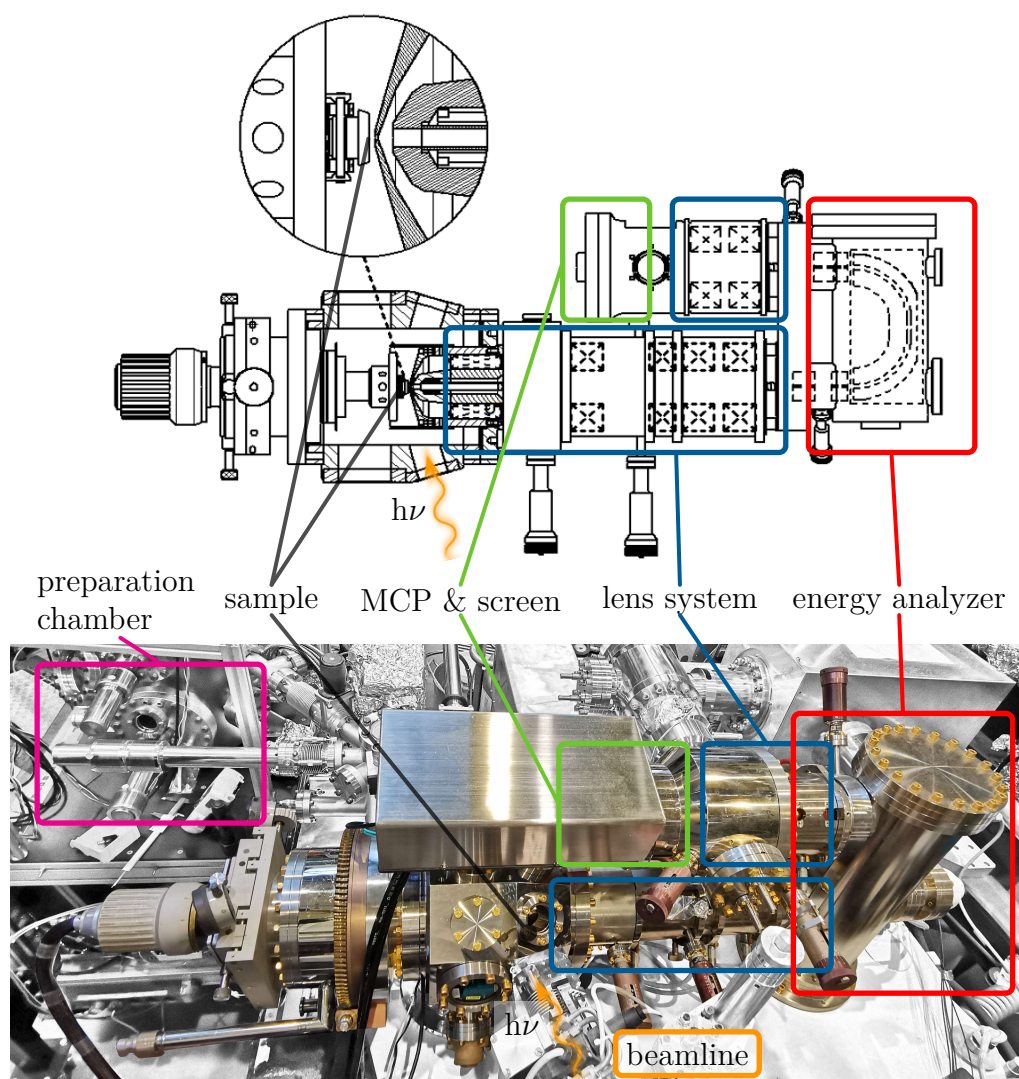 hν
preparation
chamber
sample
MCP & screen
lens system
energy analyzer
hν
beamline